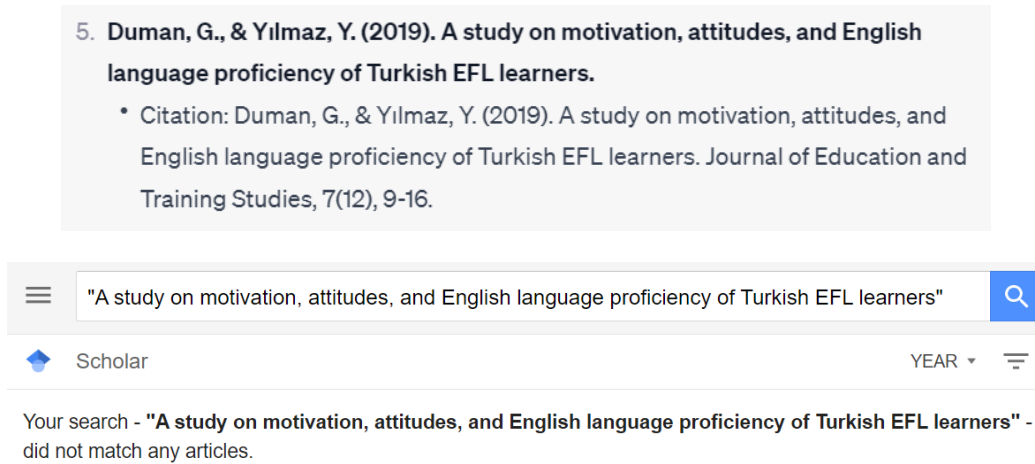 5. Duman, G., & Yılmaz, Y. (2019). A study on motivation, attitudes, and English
language proficiency of Turkish EFL learners.
• Citation: Duman, G., & Yılmaz, Y. (2019). A study on motivation, attitudes, and
English language proficiency of Turkish EFL learners. Journal of Education and
Training Studies, 7(12), 9-16.
"A study on motivation, attitudes, and English language proficiency of Turkish EFL learners"
Scholar YEAR
Your search - "A study on motivation, attitudes, and English language proficiency of Turkish EFL learners" -
did not match any articles.